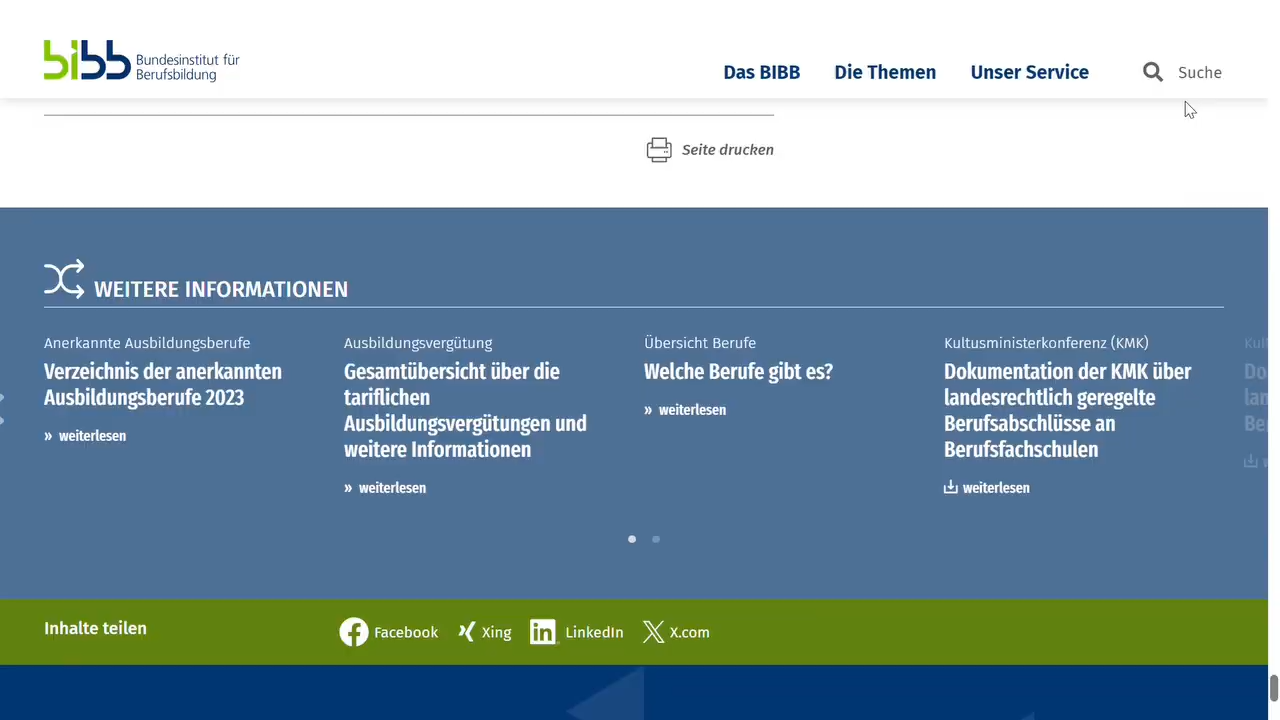 bibb Bundesinstitut für
Berufsbildung
Das BIBB Die Themen Unser Service Suche
Seite drucken
WEITERE INFORMATIONEN
Anerkannte Ausbildungsberufe
Verzeichnis der anerkannten
Ausbildungsberufe 2023
» weiterlesen
Ausbildungsvergütung
Gesamtübersicht über die
tariflichen
Ausbildungsvergütungen und
weitere Informationen
» weiterlesen
Übersicht Berufe
Welche Berufe gibt es?
» weiterlesen
Kultusministerkonferenz (KMK)
Dokumentation der KMK über
landesrechtlich geregelte
Berufsabschlüsse an
Berufsfachschulen
weiterlesen
Inhalte teilen
Facebook Xing LinkedIn X.com